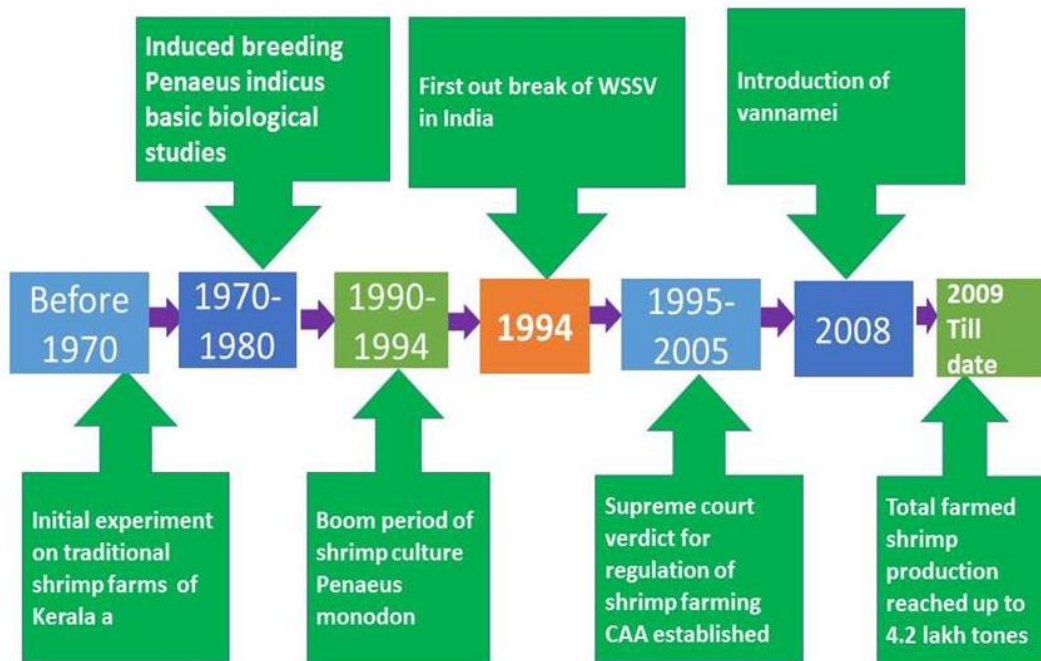 Induced breeding
Penaeus indicus
basic biological
studies
First out break of WSSV
in India
Introduction of
vannamei
Before
1970
1970-
1980
1990-
1994
1994
1995-
2005
2008
2009
Till
date
Initial experiment
on traditional
shrimp farms of
Kerala a
Boom period of
shrimp culture
Penaeus
monodon
Supreme court
verdict for
regulation of
shrimp farming
CAA established
Total farmed
shrimp
production
reached up to
4.2 lakh tones